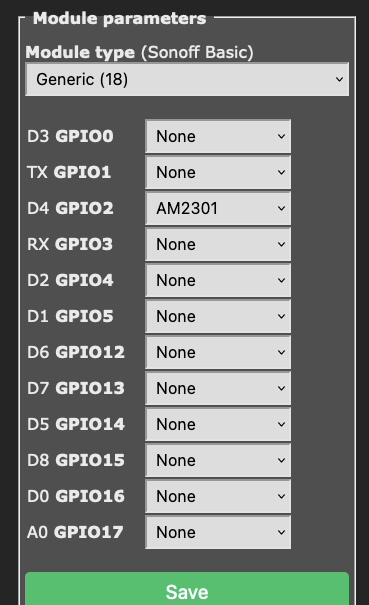 Module parameters
Module type (Sonoff Basic)
Generic (18)
D3 GPIO0 None
TX GPIO1 None
D4 GPIO2 AM2301
RX GPIO3 None
D2 GPIO4 None
D1 GPIO5 None
D6 GPIO12 None
D7 GPIO13 None
D5 GPIO14 None
D8 GPIO15 None
D0 GPIO16 None
A0 GPIO17 None
Save